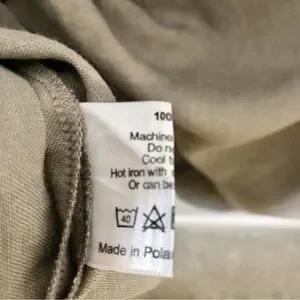 100
Machine
Do
Cool
Hot iron with
Or can be
40
Made in Pola